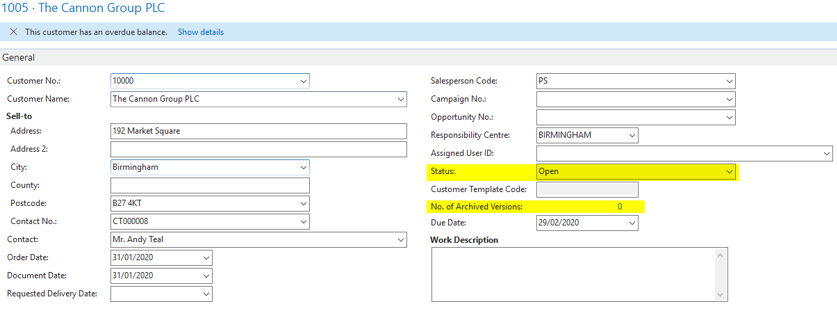 1005 · The Cannon Group PLC
This customer has an overdue balance. Show details
General
Customer No.: 10000
Customer Name: The Cannon Group PLC
Sell-to
Address: 192 Market Square
Address 2:
City: Birmingham
County:
Postcode: B27 4KT
Contact No.: CT000008
Contact: Mr. Andy Teal
Order Date: 31/01/2020
Document Date: 31/01/2020
Requested Delivery Date:
Salesperson Code: PS
Campaign No.:
Opportunity No.:
Responsibility Centre: BIRMINGHAM
Assigned User ID:
Status: Open
Customer Template Code:
No. of Archived Versions: 0
Due Date: 29/02/2020
Work Description